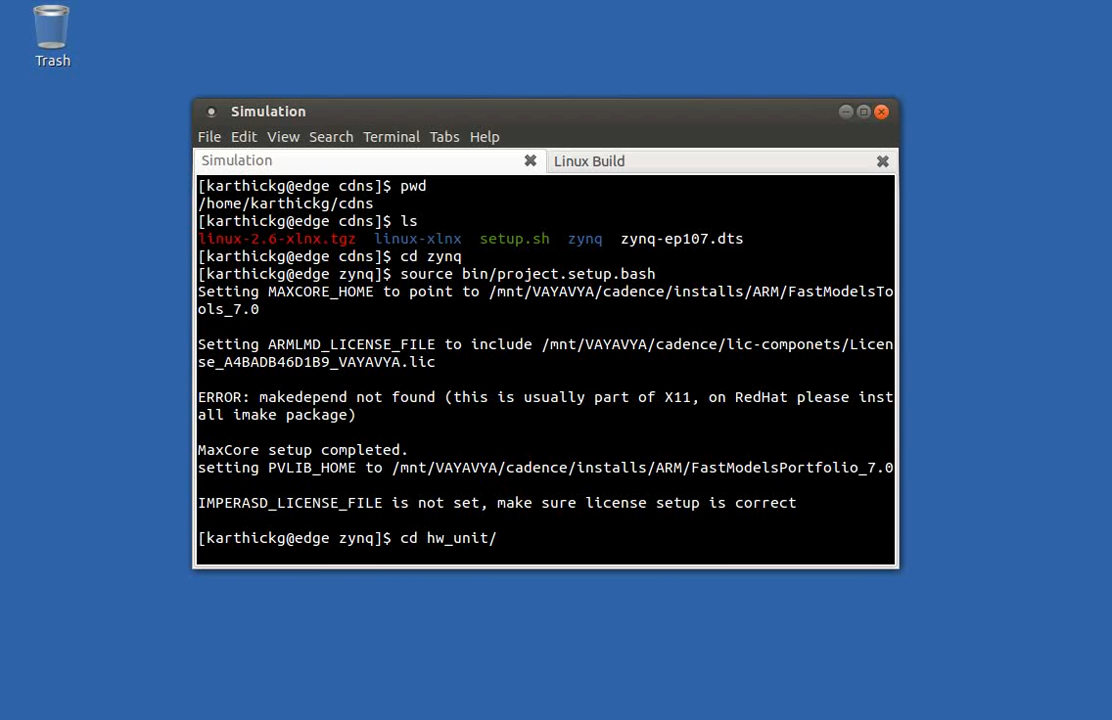 Trash
Simulation
File Edit View Search Terminal Tabs Help
Simulation
Linux Build
[karthickg@edge cdns]$ pwd
/home/karthickg/cdns
[karthickg@edge cdns]$ ls
linux-2.6-xlnx.tgz linux-xlnx setup.sh zynq zynq-ep107.dts
[karthickg@edge cdns]$ cd zynq
[karthickg@edge zynq]$ source bin/project.setup.bash
Setting MAXCORE_HOME to point to /mnt/VAYAVYA/cadence/installs/ARM/FastModelsTo
ols_7.0
Setting ARMLMD_LICENSE_FILE to include /mnt/VAYAVYA/cadence/lic-componets/Licen
se_A4BADB46D1B9_VAYAVYA.lic
ERROR: makedepend not found (this is usually part of X11, on RedHat please inst
all imake package)
MaxCore setup completed.
setting PVLIB_HOME to /mnt/VAYAVYA/cadence/installs/ARM/FastModelsPortfolio_7.0
IMPERASD_LICENSE_FILE is not set, make sure license setup is correct
[karthickg@edge zynq]$ cd hw_unit/